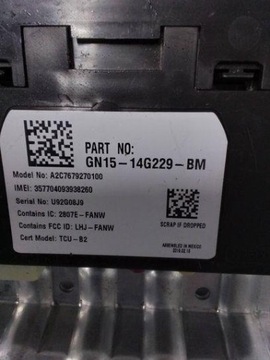 PART NO:
GN15-14G229-BM
Model No: A2C7679270100
IMEI: 357704093938260
Serial No: U92G08J0
Contains IC: 2807E-FANW
Contains FCC ID: LHJ-FANW
Cert Model: TCU-B2
SCRAP IF DROPPED
ASSEMBLED IN MEXICO